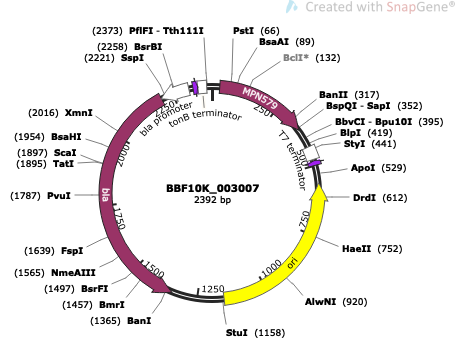 Created with SnapGene®
(2373) PflFI - Tth111I
(2258) BsrBI
(2221) SspI
PstI (66)
BsaAI (89)
BclI* (132)
BanII (317)
BspQI - SapI (352)
BbvCI - Bpu10I (395)
BlpI (419)
StyI (441)
ApoI (529)
DrdI (612)
HaeII (752)
AlwNI (920)
StuI (1158)
(2016) XmnI
(1954) BsaHI
(1897) ScaI
(1895) TatI
(1787) PvuI
(1639) FspI
(1565) NmeAIII
(1497) BsrFI
(1457) BmrI
(1365) BanI
bla promoter
tonB terminator
MPN579
T7 terminator
bla
ori
250
500
750
1000
1250
1500
1750
2000
2250
BBF10K_003007
2392 bp